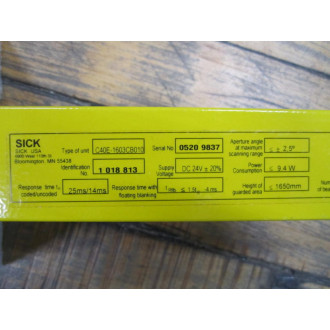 SICK
SICK USA
Bloomington, MN 55438
Type of unit C40E-1603CB010
Serial No. 0520 9837
Aperture angle
at maximum
scanning range
≤ ± 2,5°
Identification
No. 1 018 813
Supply
Voltage DC 24V ± 20%
Power
Consumption ≤ 9.4 W
Response time
coded/uncoded 25ms/14ms
Response time with
floating blanking
Height of
guarded area ≤ 1650mm